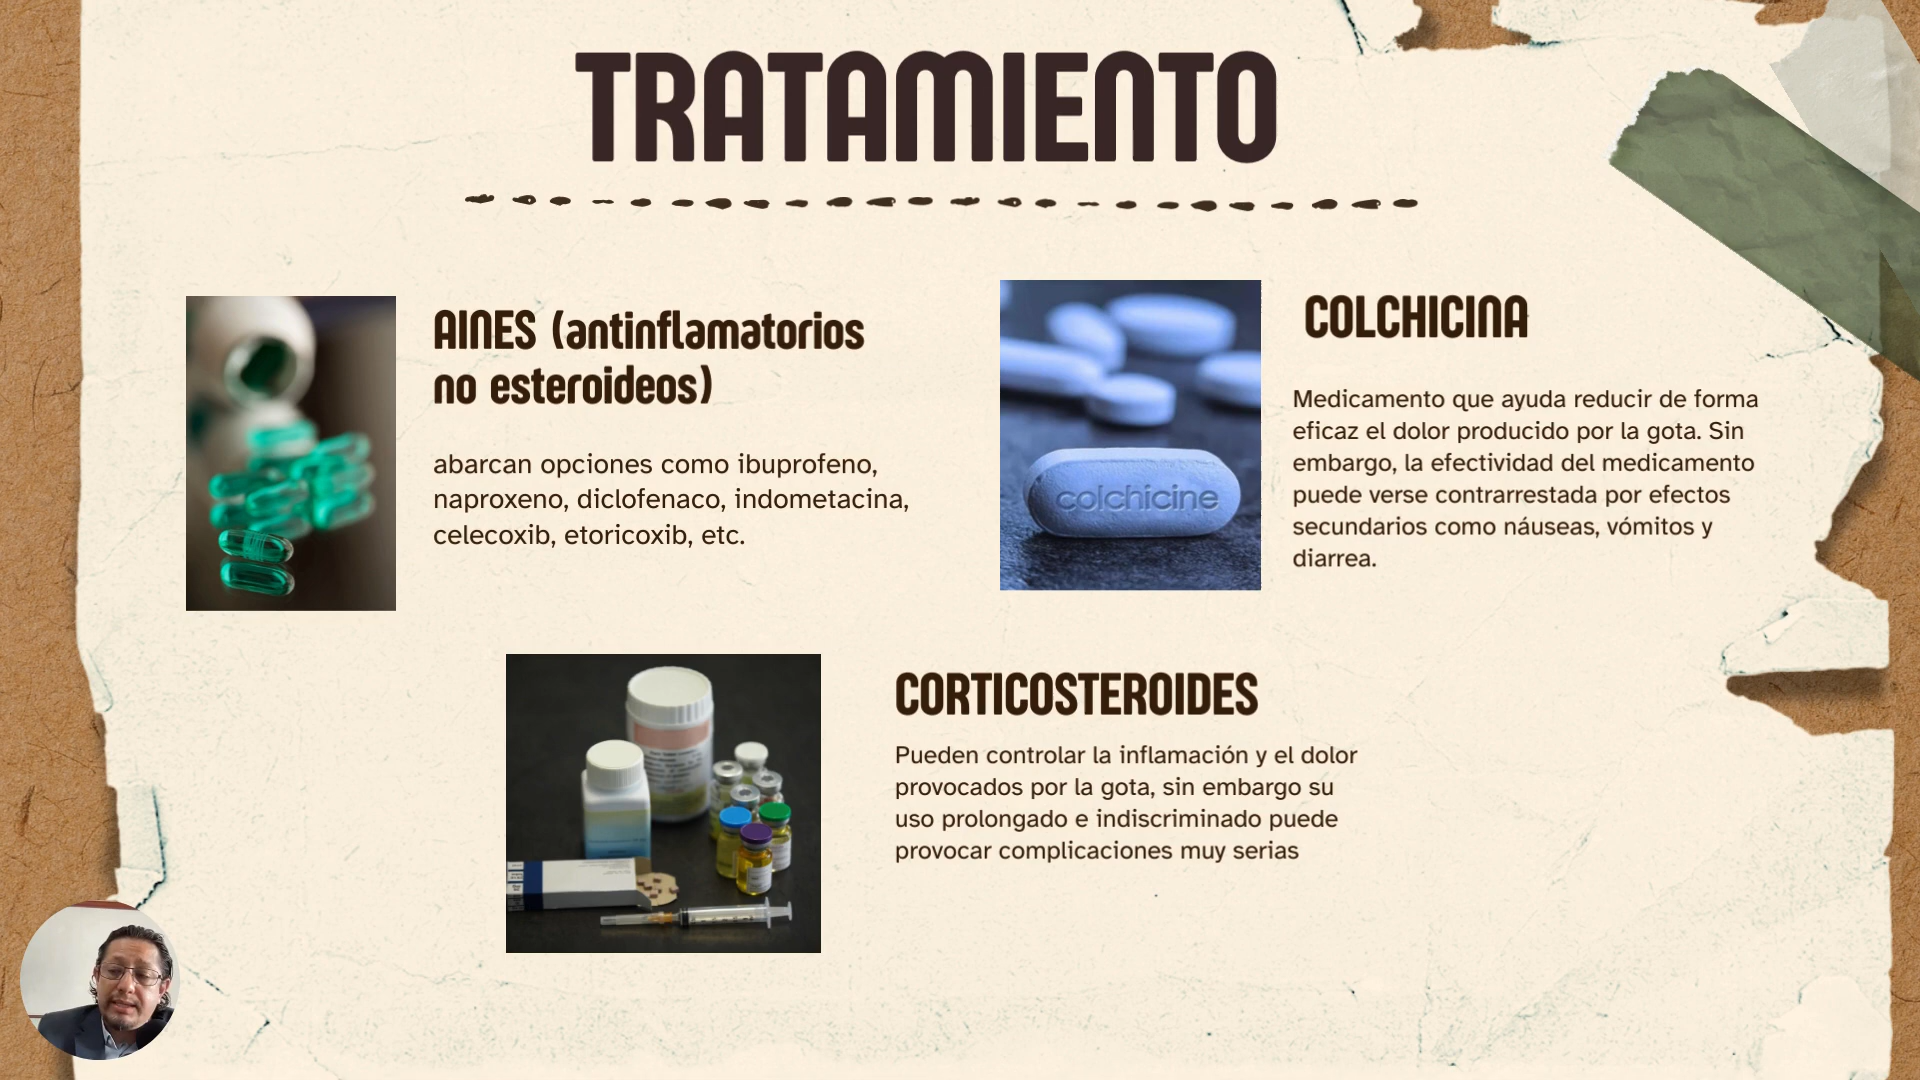 TRATAMIENTO
AINES (antinflamatorios
no esteroideos)
abarcan opciones como ibuprofeno,
naproxeno, diclofenaco, indometacina,
celecoxib, etoricoxib, etc.
COLCHICINA
Medicamento que ayuda reducir de forma
eficaz el dolor producido por la gota. Sin
embargo, la efectividad del medicamento
puede verse contrarrestada por efectos
secundarios como náuseas, vómitos y
diarrea.
colchicine
CORTICOSTEROIDES
Pueden controlar la inflamación y el dolor
provocados por la gota, sin embargo su
uso prolongado e indiscriminado puede
provocar complicaciones muy serias